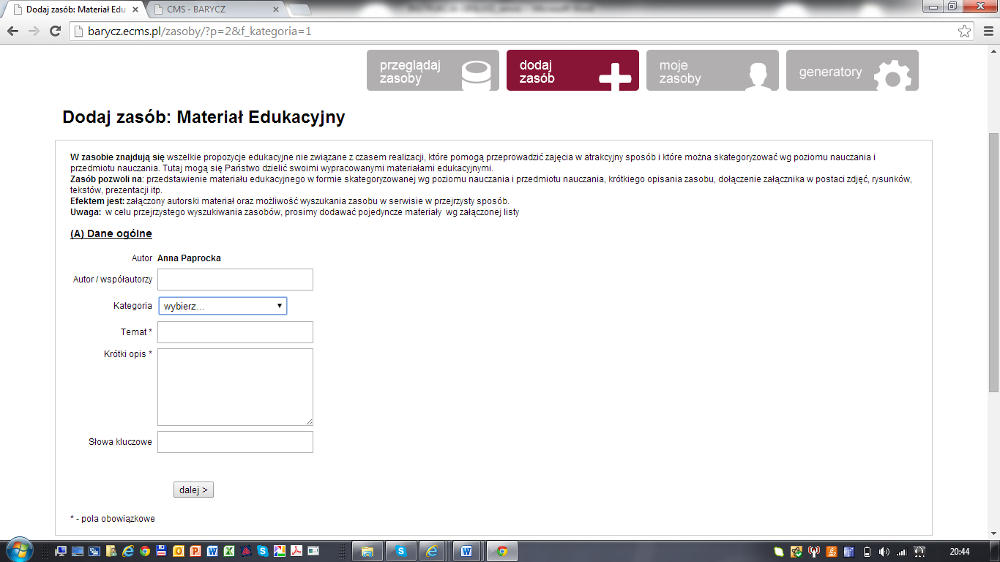 Dodaj zasób: Materiał Edu
CMS - BARYCZ
barycz.ecms.pl/zasoby/?p=2&f_kategoria=1
przeglądaj
zasoby
dodaj
zasób
moje
zasoby
generatory
Dodaj zasób: Materiał Edukacyjny
W zasobie znajdują się wszelkie propozycje edukacyjne nie związane z czasem realizacji, które pomogą przeprowadzić zajęcia w atrakcyjny sposób i które można skategoryzować wg poziomu nauczania i
przedmiotu nauczania. Tutaj mogą się Państwo dzielić swoimi wypracowanymi materiałami edukacyjnymi.
Zasób pozwoli na: przedstawienie materiału edukacyjnego w formie skategoryzowanej wg poziomu nauczania i przedmiotu nauczania, krótkiego opisania zasobu, dołączenie załącznika w postaci zdjęć, rysunków,
tekstów, prezentacji itp.
Efektem jest: załączony autorski materiał oraz możliwość wyszukania zasobu w serwisie w przejrzysty sposób.
Uwaga: w celu przejrzystego wyszukiwania zasobów, prosimy dodawać pojedyncze materiały wg załączonej listy
(A) Dane ogólne
Autor Anna Paprocka
Autor / współautorzy
Kategoria wybierz...
Temat *
Krótki opis *
Słowa kluczowe
dalej >
* - pola obowiązkowe
20:44